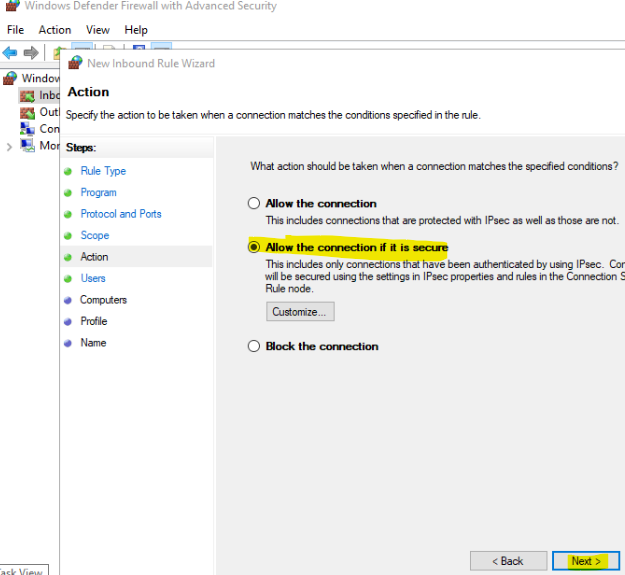 Windows Defender Firewall with Advanced Security
File Action View Help
New Inbound Rule Wizard
Window
Inbo
Out
Con
Mor
Action
Specify the action to be taken when a connection matches the conditions specified in the rule.
Steps:
Rule Type
Program
Protocol and Ports
Scope
Action
Users
Computers
Profile
Name
What action should be taken when a connection matches the specified conditions?
Allow the connection
This includes connections that are protected with IPsec as well as those are not.
Allow the connection if it is secure
This includes only connections that have been authenticated by using IPsec. Con
will be secured using the settings in IPsec properties and rules in the Connection S
Rule node.
Customize...
Block the connection
< Back
Next >
Task View